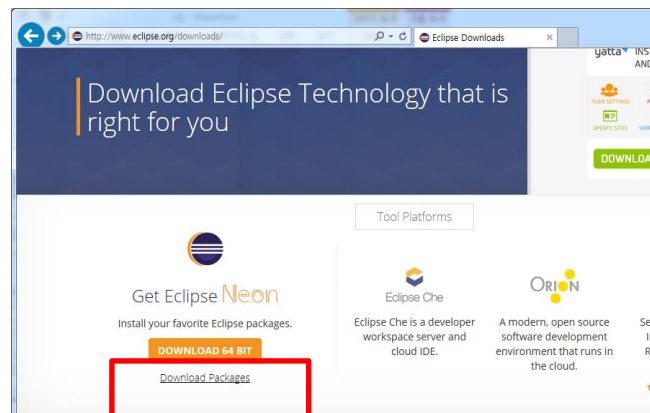 http://www.eclipse.org/downloads/
Eclipse Downloads
yatta
INS
AND
Download Eclipse Technology that is
right for you
TEAM SETTINGS
UPDATE SITES
WOR
DOWNLOA
Tool Platforms
Get Eclipse Neon
Install your favorite Eclipse packages.
DOWNLOAD 64 BIT
Download Packages
Eclipse Che
Eclipse Che is a developer
workspace server and
cloud IDE.
ORION
A modern, open source
software development
environment that runs in
the cloud.
Se
I
R